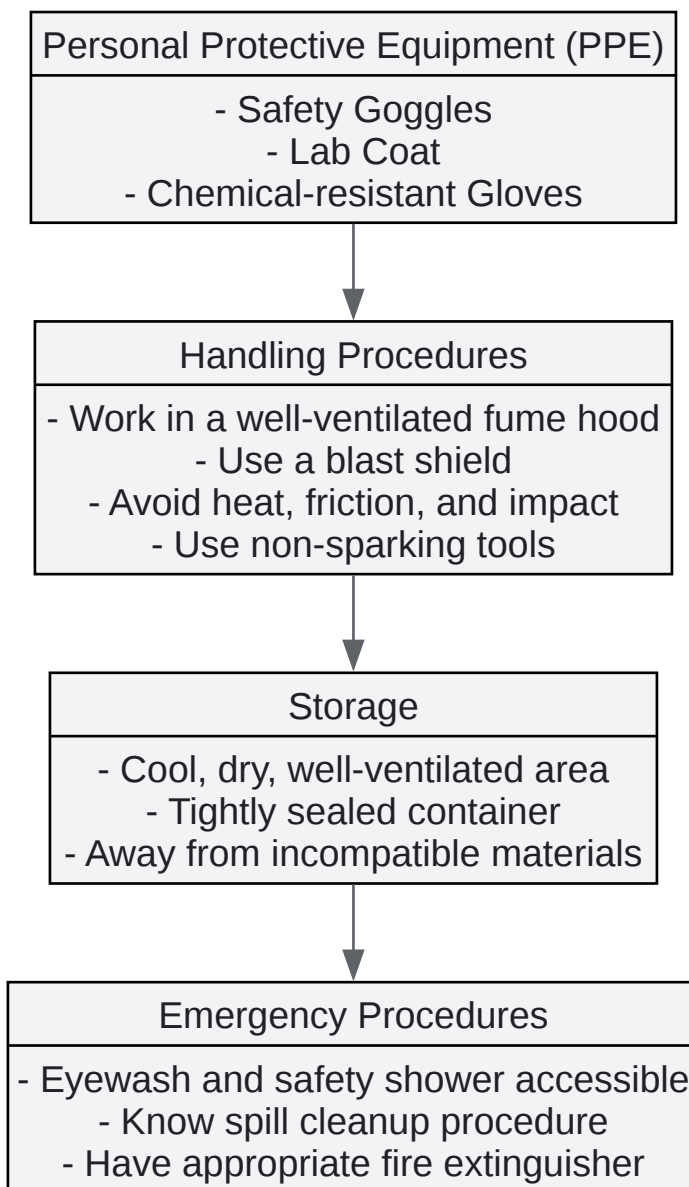 Personal Protective Equipment (PPE)
- Safety Goggles
- Lab Coat
- Chemical-resistant Gloves
Handling Procedures
- Work in a well-ventilated fume hood
- Use a blast shield
- Avoid heat, friction, and impact
- Use non-sparking tools
Storage
- Cool, dry, well-ventilated area
- Tightly sealed container
- Away from incompatible materials
Emergency Procedures
- Eyewash and safety shower accessible
- Know spill cleanup procedure
- Have appropriate fire extinguisher